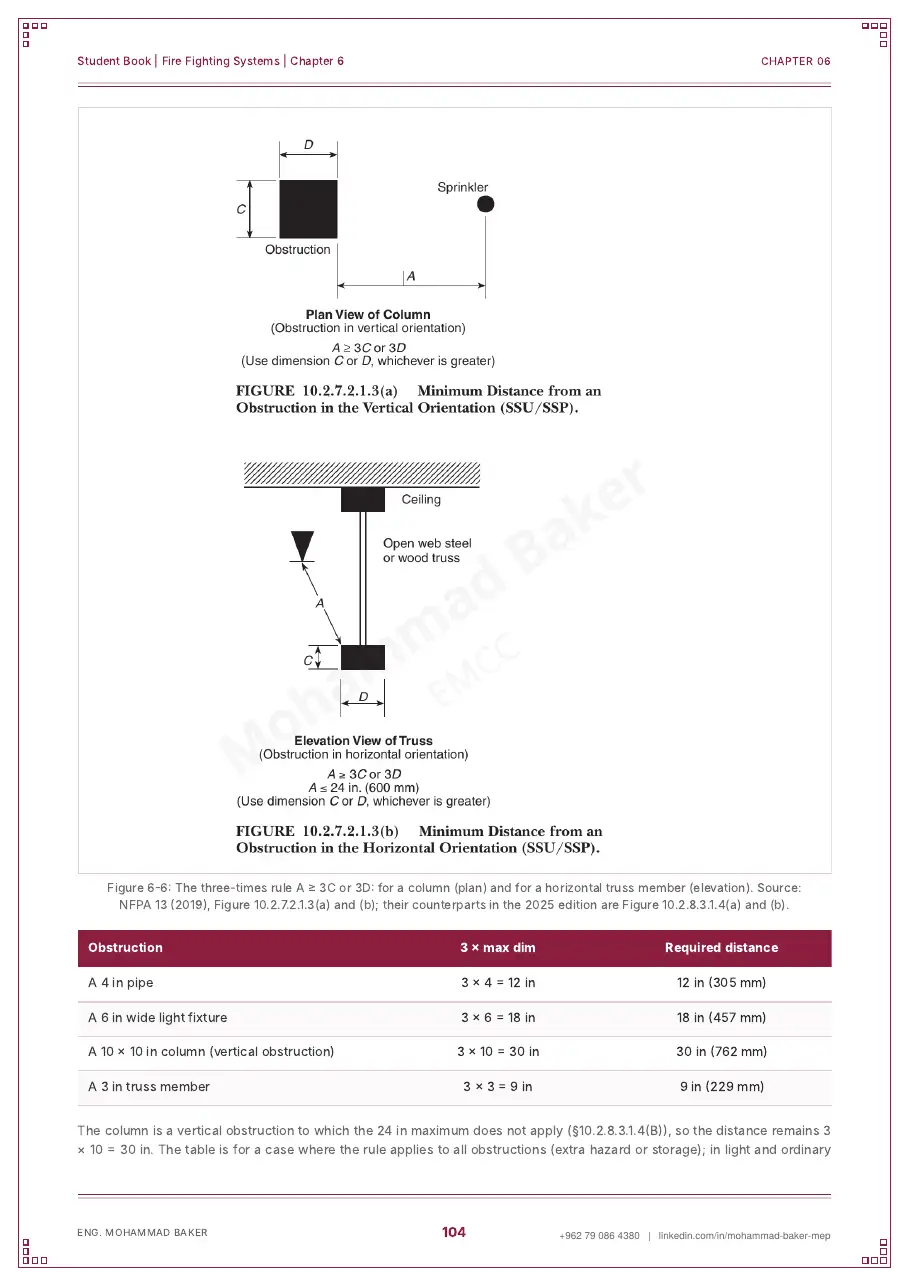 Student Book | Fire Fighting Systems | Chapter 6
CHAPTER 06
D
C
Sprinkler
Obstruction
A
Plan View of Column
(Obstruction in vertical orientation)
A ≥ 3C or 3D
(Use dimension C or D, whichever is greater)
FIGURE 10.2.7.2.1.3(a) Minimum Distance from an
Obstruction in the Vertical Orientation (SSU/SSP).
Ceiling
Open web steel
or wood truss
A
C
D
Elevation View of Truss
(Obstruction in horizontal orientation)
A ≥ 3C or 3D
A ≤ 24 in. (600 mm)
(Use dimension C or D, whichever is greater)
FIGURE 10.2.7.2.1.3(b) Minimum Distance from an
Obstruction in the Horizontal Orientation (SSU/SSP).
Mohammad Baker
EMCC
Figure 6-6: The three-times rule A ≥ 3C or 3D: for a column (plan) and for a horizontal truss member (elevation). Source:
NFPA 13 (2019), Figure 10.2.7.2.1.3(a) and (b); their counterparts in the 2025 edition are Figure 10.2.8.3.1.4(a) and (b).
Obstruction 3 × max dim Required distance
A 4 in pipe 3 × 4 = 12 in 12 in (305 mm)
A 6 in wide light fixture 3 × 6 = 18 in 18 in (457 mm)
A 10 × 10 in column (vertical obstruction) 3 × 10 = 30 in 30 in (762 mm)
A 3 in truss member 3 × 3 = 9 in 9 in (229 mm)
The column is a vertical obstruction to which the 24 in maximum does not apply (§10.2.8.3.1.4(B)), so the distance remains 3
× 10 = 30 in. The table is for a case where the rule applies to all obstructions (extra hazard or storage); in light and ordinary
ENG. MOHAMMAD BAKER
104
+962 79 086 4380 | linkedin.com/in/mohammad-baker-mep